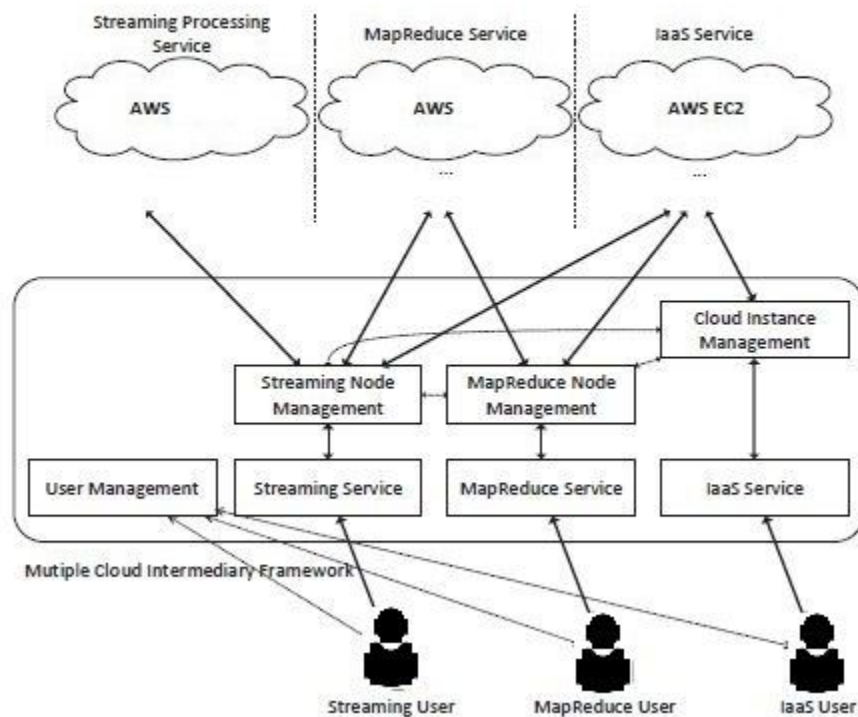 Streaming Processing
Service
MapReduce Service
IaaS Service
AWS
AWS
AWS EC2
...
...
Cloud Instance
Management
Streaming Node
Management
MapReduce Node
Management
User Management
Streaming Service
MapReduce Service
IaaS Service
Mutiple Cloud Intermediary Framework
Streaming User
MapReduce User
IaaS User